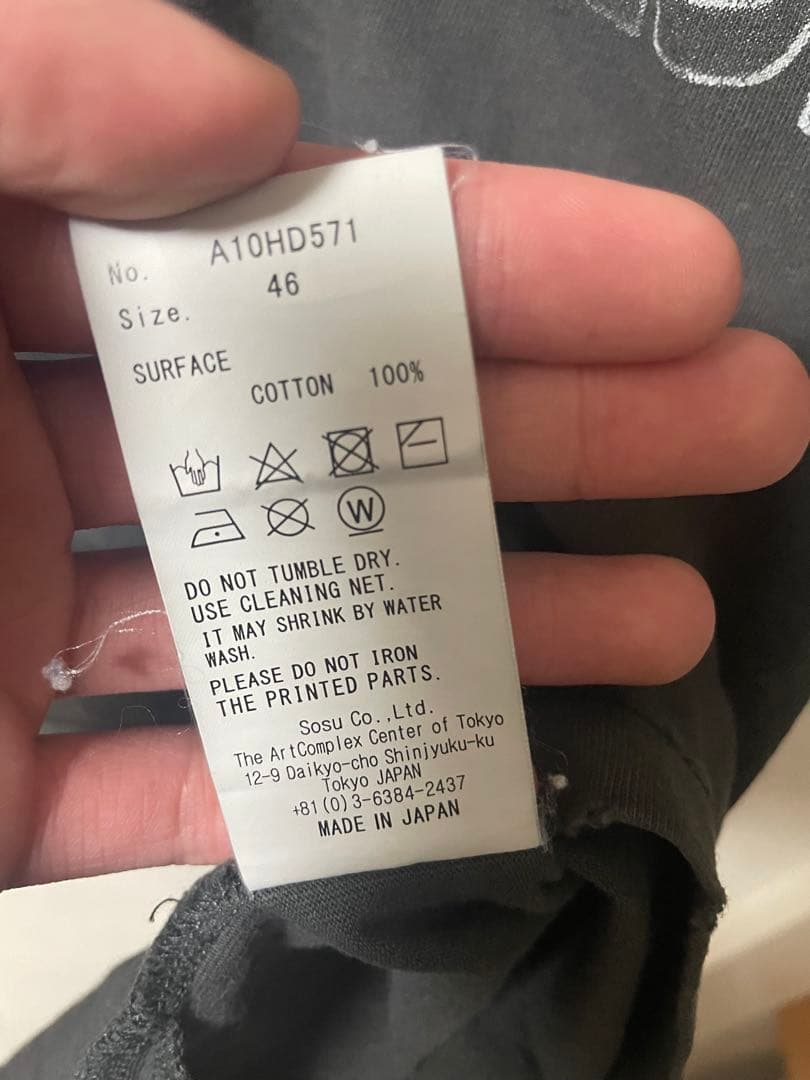 No. A10HD571
Size. 46
SURFACE
COTTON 100%
W
DO NOT TUMBLE DRY.
USE CLEANING NET.
IT MAY SHRINK BY WATER
WASH.
PLEASE DO NOT IRON
THE PRINTED PARTS.
Sosu Co.,Ltd.
The ArtComplex Center of Tokyo
12-9 Daikyo-cho Shinjyuku-ku
Tokyo JAPAN
+81(0)3-6384-2437
MADE IN JAPAN